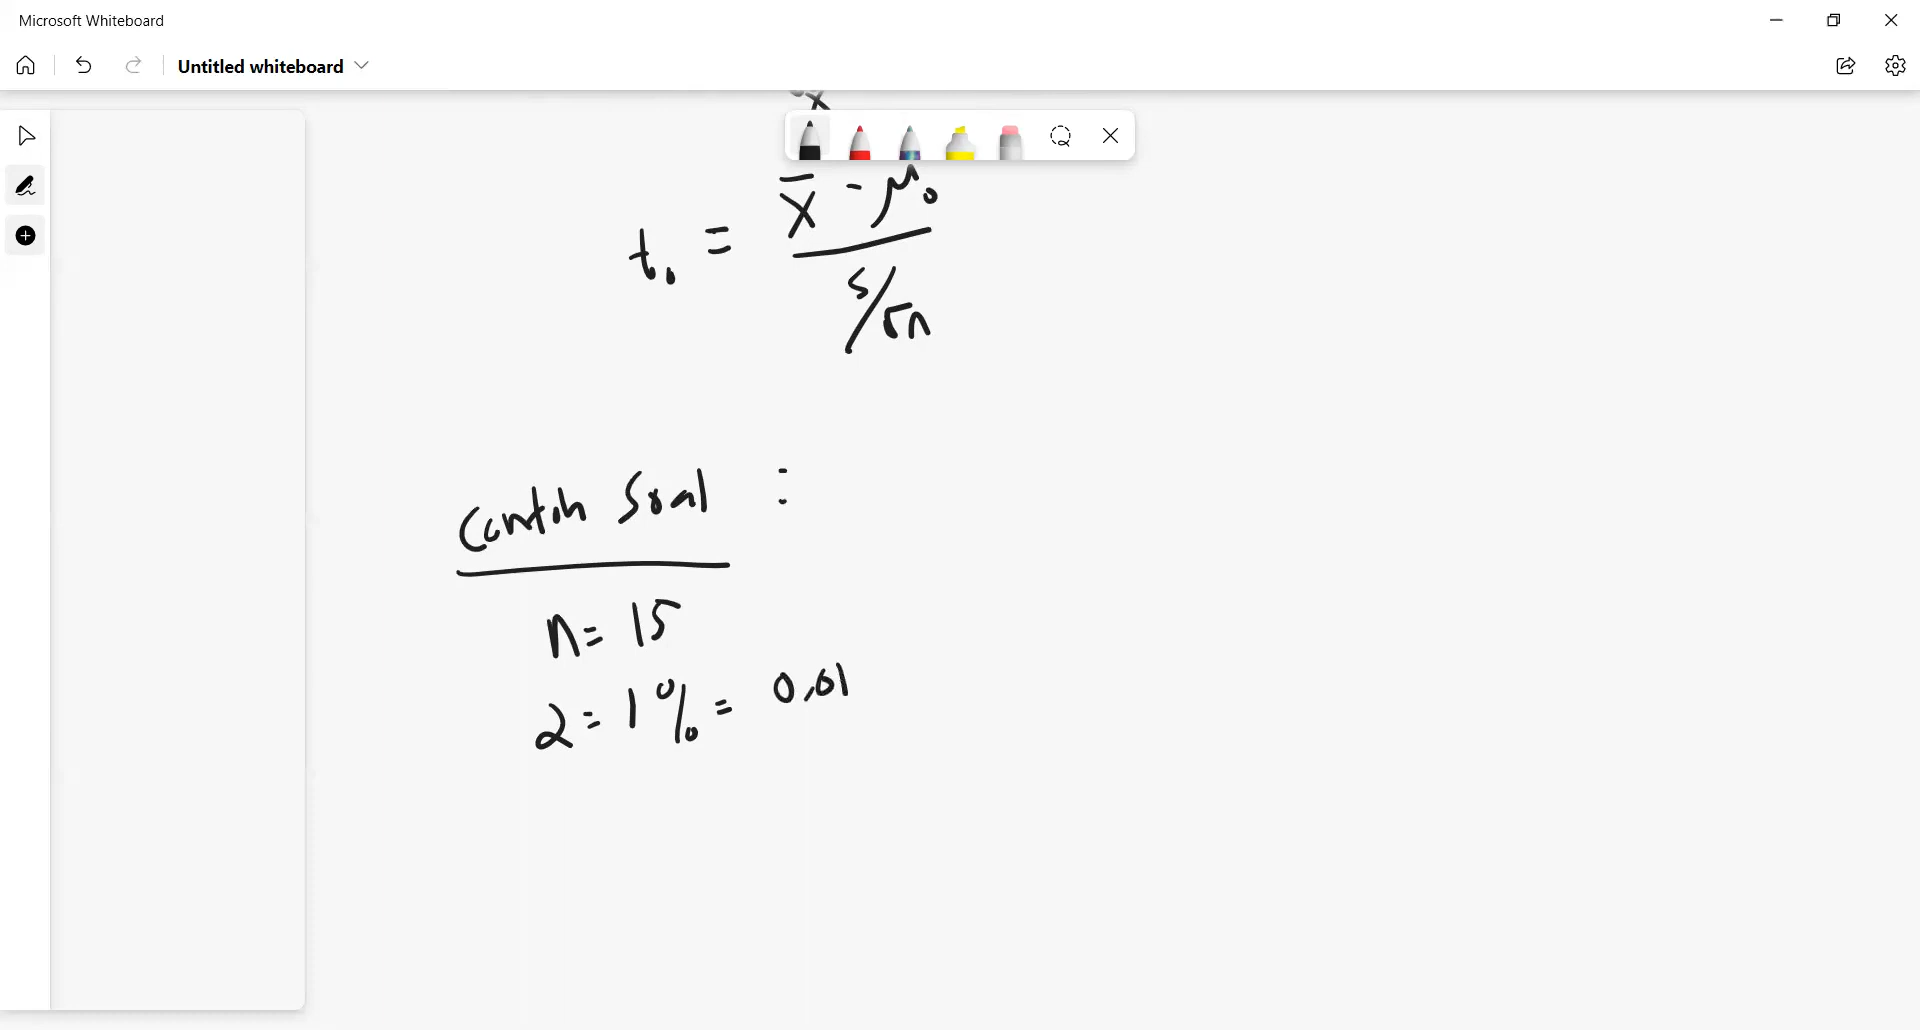 Microsoft Whiteboard
Untitled whiteboard
x
t₀ = (x̄ - μ₀) / (s/√n)
Contoh Soal :
n = 15
α = 1% = 0,01